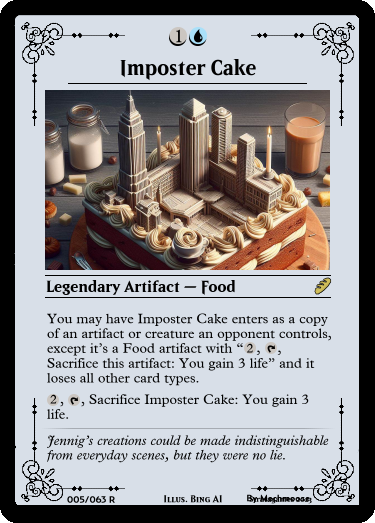 1
Imposter Cake
Legendary Artifact — Food
You may have Imposter Cake enters as a copy
of an artifact or creature an opponent controls,
except it's a Food artifact with “2, ,
Sacrifice this artifact: You gain 3 life” and it
loses all other card types.
2, , Sacrifice Imposter Cake: You gain 3
life.
Jennig's creations could be made indistinguishable
from everyday scenes, but they were no lie.
005/063 R
Illus. Bing AI